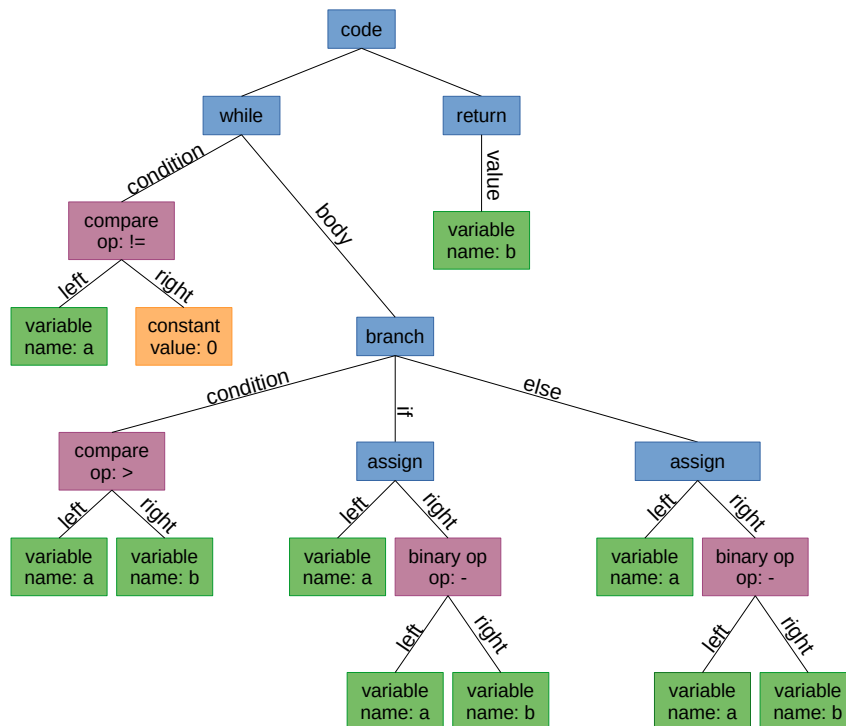 code
while
return
condition
body
value
compare
op: !=
variable
name: b
left
right
variable
name: a
constant
value: 0
branch
condition
if
else
compare
op: >
assign
assign
left
right
left
right
left
right
variable
name: a
variable
name: b
variable
name: a
binary op
op: -
variable
name: a
binary op
op: -
left
right
left
right
variable
name: a
variable
name: b
variable
name: a
variable
name: b